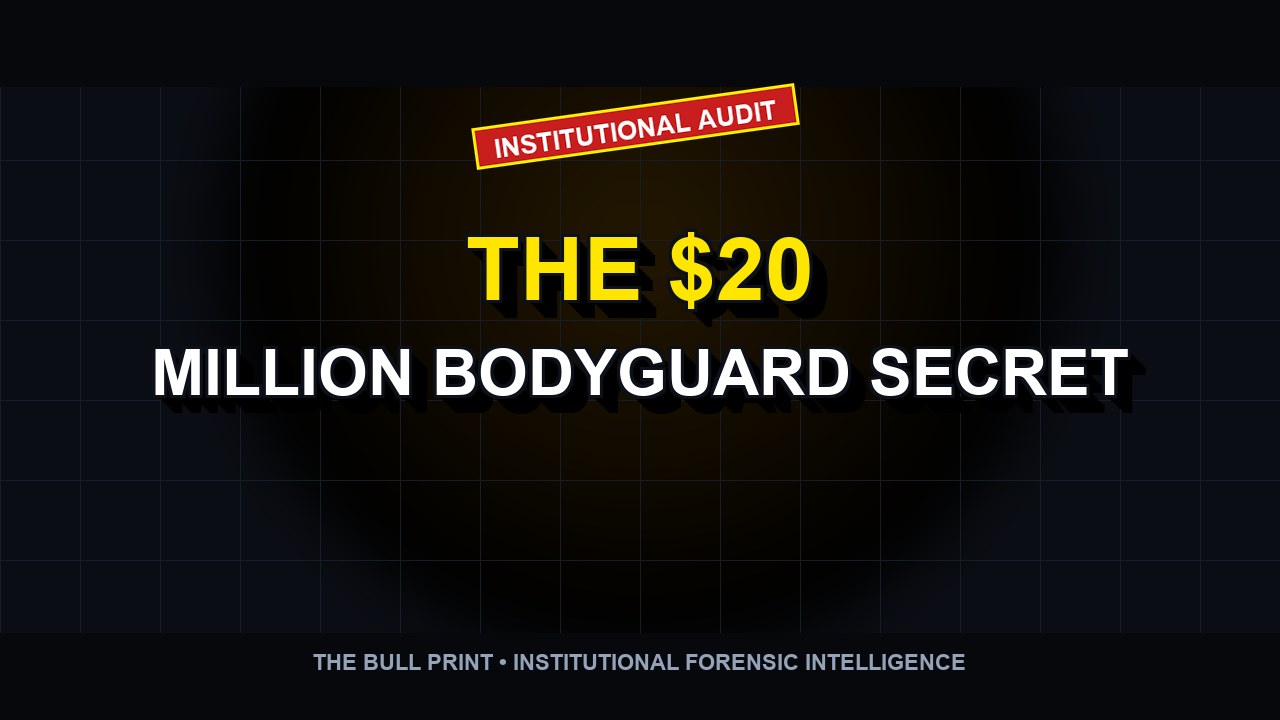 INSTITUTIONAL AUDIT
THE $20
MILLION BODYGUARD SECRET
THE BULL PRINT • INSTITUTIONAL FORENSIC INTELLIGENCE